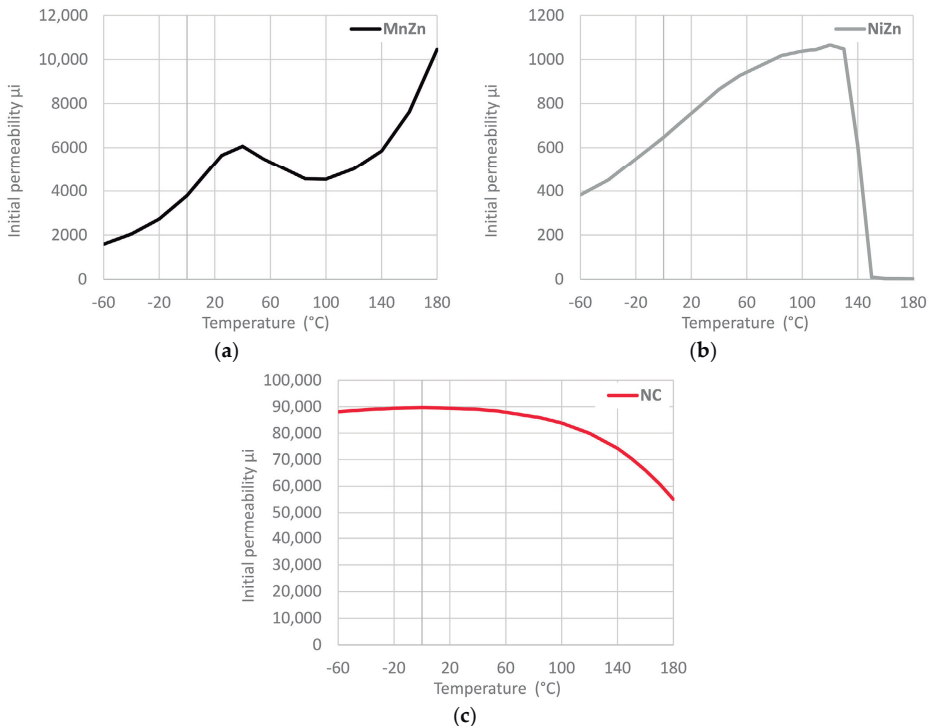 MnZn
Initial permeability µi
12,000
10,000
8000
6000
4000
2000
0
-60 -20 20 60 100 140 180
Temperature (°C)
(a)
NiZn
Initial permeability µi
1200
1000
800
600
400
200
0
-60 -20 20 60 100 140 180
Temperature (°C)
(b)
NC
Initial permeability µi
100,000
90,000
80,000
70,000
60,000
50,000
40,000
30,000
20,000
10,000
0
-60 -20 20 60 100 140 180
Temperature (°C)
(c)